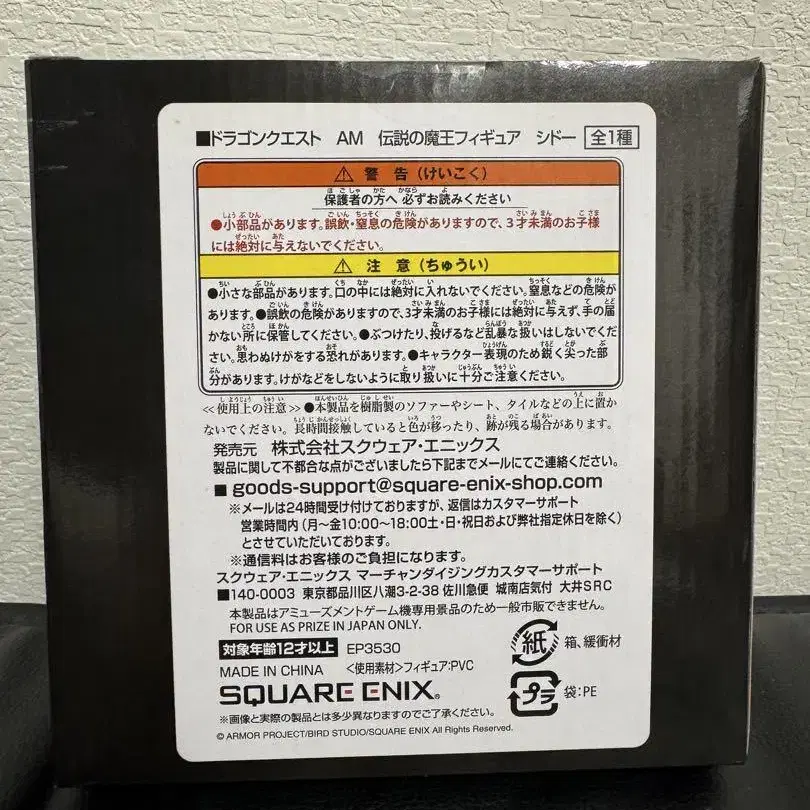 ■ドラゴンクエスト AM 伝説の魔王フィギュア シドー 全1種
⚠ 警告(けいこく)
保護者の方へ 必ずお読みください
●小部品があります。誤飲・窒息の危険がありますので、3才未満のお子様
には絶対に与えないでください。
⚠ 注意(ちゅうい)
●小さな部品があります。口の中には絶対に入れないでください。窒息などの危険が
あります。●誤飲の危険がありますので、3才未満のお子様には絶対に与えず、手の届
かない所に保管してください。●ぶつけたり、投げるなど乱暴な扱いはしないでくだ
さい。思わぬけがをする恐れがあります。●キャラクター表現のため鋭く尖った部
分があります。けがなどをしないように取り扱いに十分ご注意ください。
≪使用上の注意≫●本製品を樹脂製のソファーやシート、タイルなどの上に置か
ないでください。長時間接触していると色が移ったり、跡が残る場合があります。
発売元 株式会社スクウェア・エニックス
製品に関して不都合な点がございましたら下記までメールにてご連絡ください。
■ goods-support@square-enix-shop.com
※メールは24時間受け付けておりますが、返信はカスタマーサポート
営業時間内(月〜金10:00〜18:00土・日・祝日および弊社指定休日を除く)
とさせていただいております。
※通信料はお客様のご負担になります。
スクウェア・エニックス マーチャンダイジングカスタマーサポート
■140-0003 東京都品川区八潮3-2-38 佐川急便 城南店気付 大井SRC
本製品はアミューズメントゲーム機専用景品のため一般市販できません。
FOR USE AS PRIZE IN JAPAN ONLY.
対象年齢12才以上 EP3530
紙 箱、緩衝材
MADE IN CHINA <使用素材>フィギュア:PVC
SQUARE ENIX®
プラ 袋:PE
※画像と実際の製品とは多少異なりますのでご了承ください。
© ARMOR PROJECT/BIRD STUDIO/SQUARE ENIX All Rights Reserved.